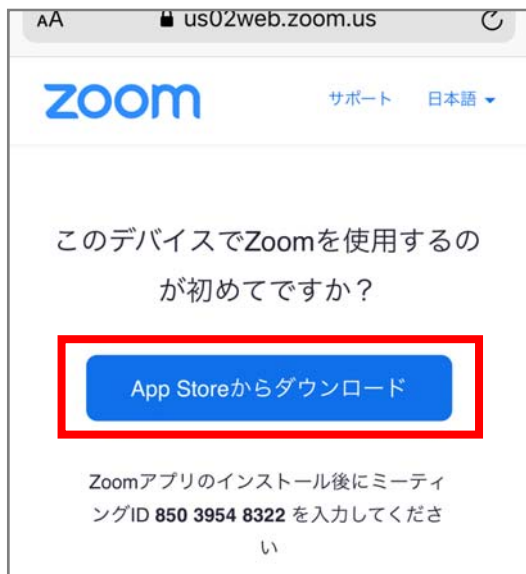 AA us02web.zoom.us
zoom サポート 日本語
このデバイスでZoomを使用するの
が初めてですか？
App Storeからダウンロード
Zoomアプリのインストール後にミーティ
ングID 850 3954 8322 を入力してくださ
い